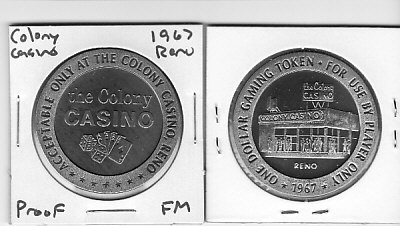 Colony Casino
1967 Reno
ACCEPTABLE ONLY AT THE COLONY CASINO RENO
the Colony
CASINO
Proof
FM
ONE DOLLAR GAMING TOKEN • FOR USE BY PLAYER ONLY
• 1967 •
the Colony
CASINO
COLONY CASINO
RENO